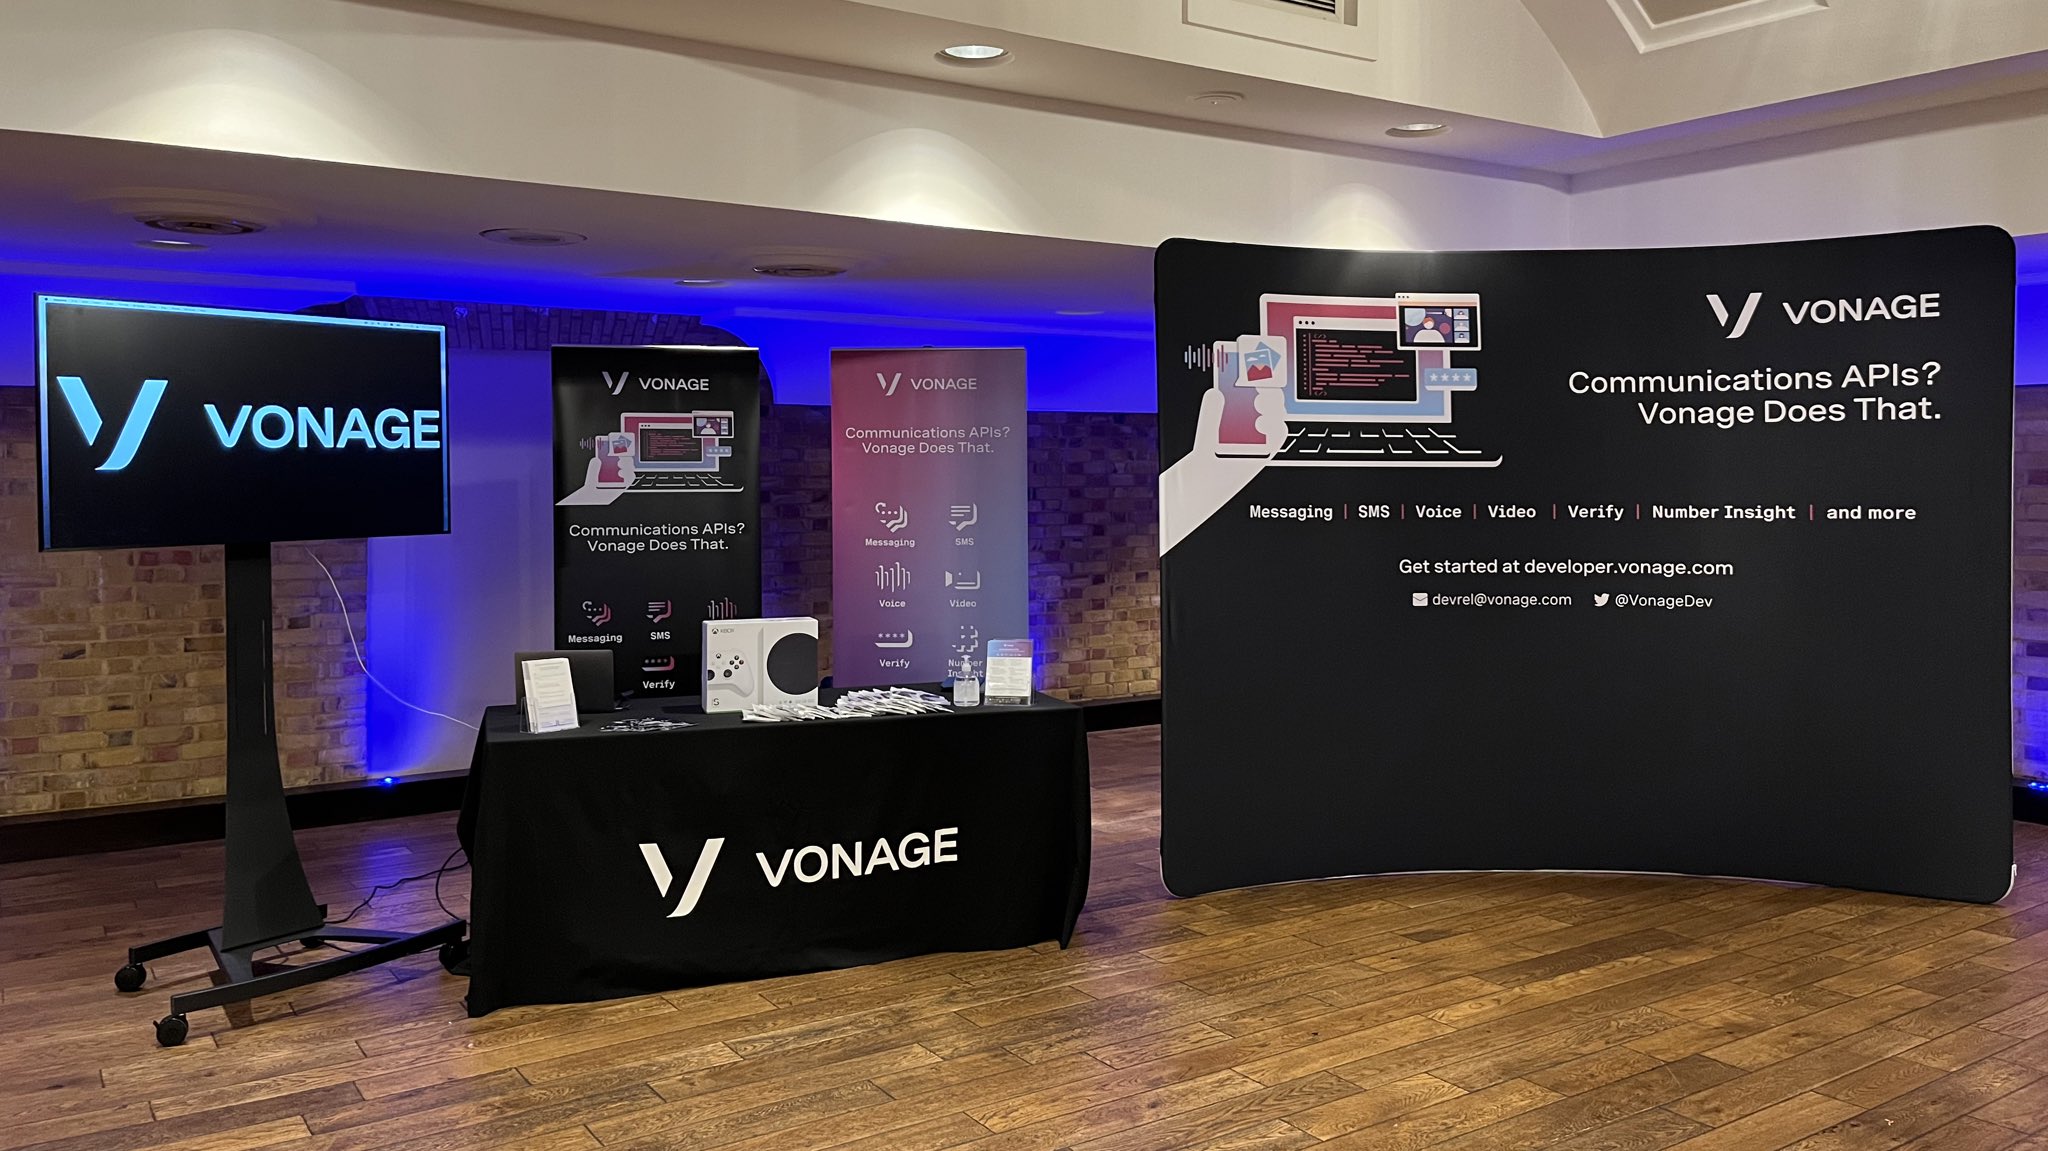 VONAGE
VONAGE
Communications APIs?
Vonage Does That.
Messaging
SMS
Verify
VONAGE
Communications APIs?
Vonage Does That.
Messaging
SMS
Voice
Video
Verify
Number
XBOX
S
VONAGE
VONAGE
Communications APIs?
Vonage Does That.
Messaging | SMS | Voice | Video | Verify | Number Insight | and more
Get started at developer.vonage.com
devrel@vonage.com @VonageDev